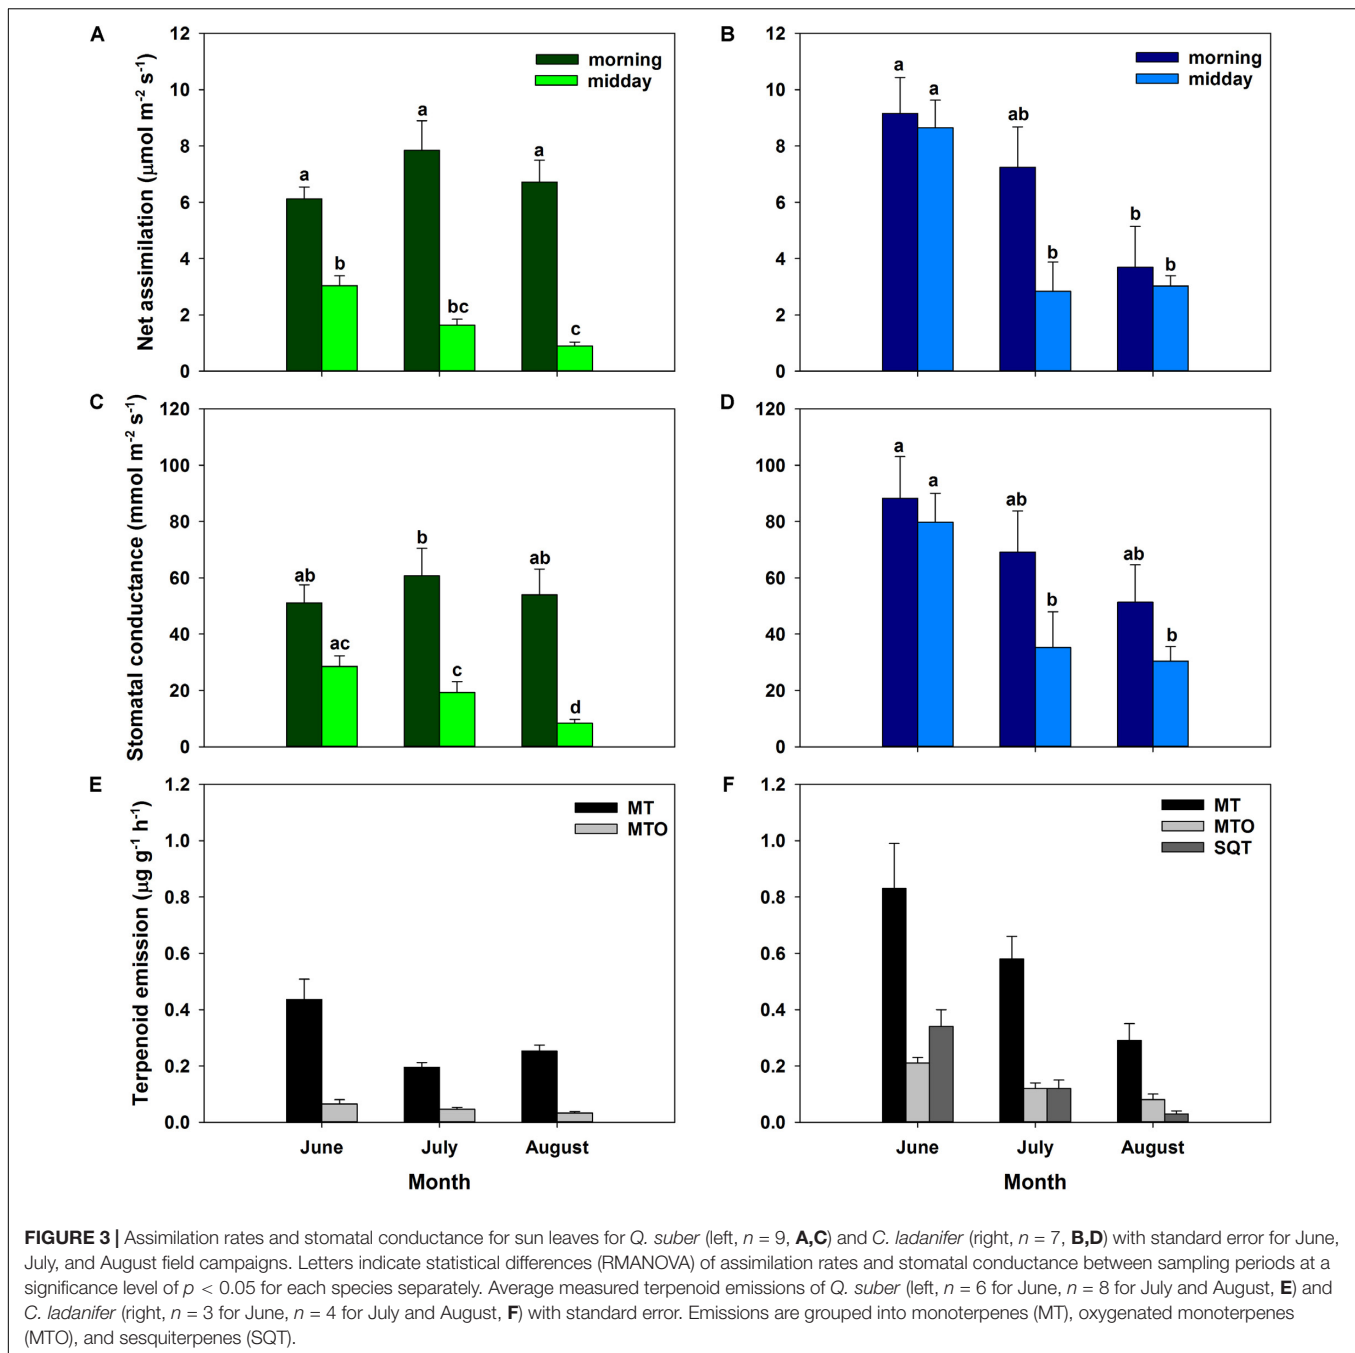 A
B
Net assimilation (µmol m⁻² s⁻¹)
12
10
8
6
4
2
0
morning
midday
a
b
a
bc
a
c
12
10
8
6
4
2
0
morning
midday
a
a
ab
b
b
b
C
D
Stomatal conductance (mmol m⁻² s⁻¹)
120
100
80
60
40
20
0
ab
ac
b
c
ab
d
120
100
80
60
40
20
0
a
a
ab
b
ab
b
E
F
Terpenoid emission (µg g⁻¹ h⁻¹)
1.2
1.0
0.8
0.6
0.4
0.2
0.0
MT
MTO
June July August
Month
1.2
1.0
0.8
0.6
0.4
0.2
0.0
MT
MTO
SQT
June July August
Month
FIGURE 3 | Assimilation rates and stomatal conductance for sun leaves for Q. suber (left, n = 9, A,C) and C. ladanifer (right, n = 7, B,D) with standard error for June,
July, and August field campaigns. Letters indicate statistical differences (RMANOVA) of assimilation rates and stomatal conductance between sampling periods at a
significance level of p < 0.05 for each species separately. Average measured terpenoid emissions of Q. suber (left, n = 6 for June, n = 8 for July and August, E) and
C. ladanifer (right, n = 3 for June, n = 4 for July and August, F) with standard error. Emissions are grouped into monoterpenes (MT), oxygenated monoterpenes
(MTO), and sesquiterpenes (SQT).